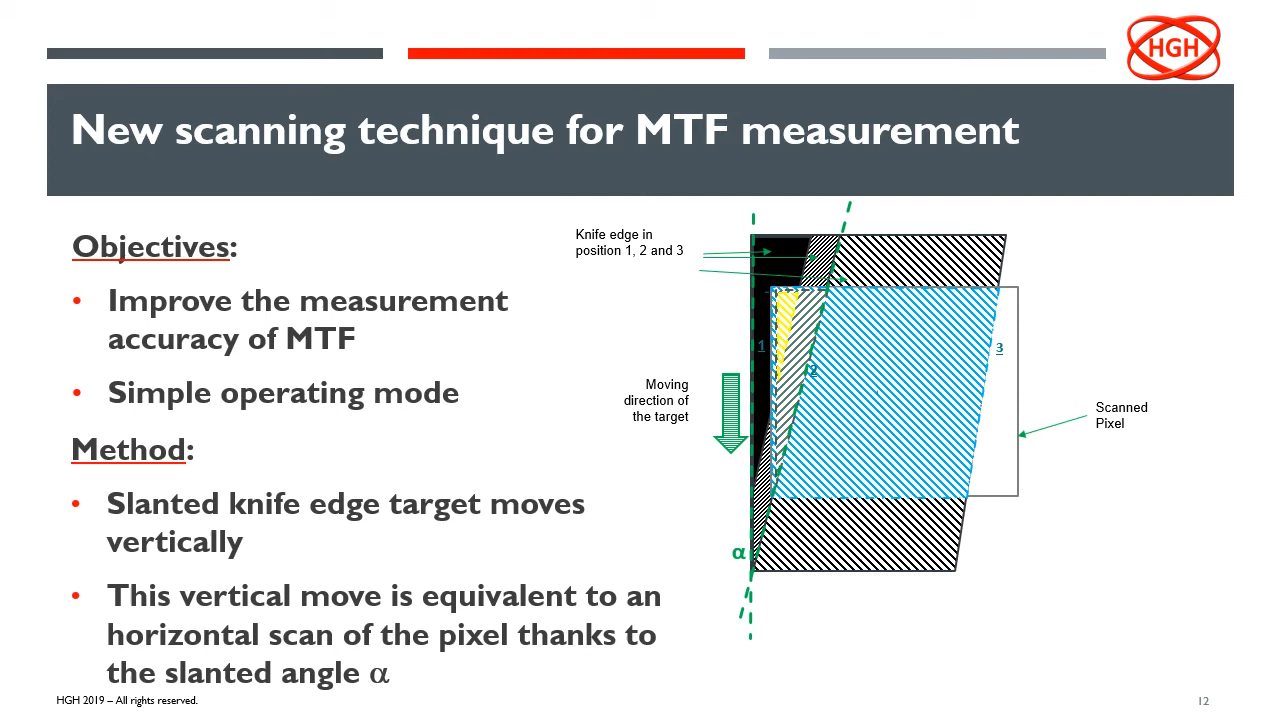 HGH
New scanning technique for MTF measurement
Objectives:
• Improve the measurement
accuracy of MTF
• Simple operating mode
Method:
• Slanted knife edge target moves
vertically
• This vertical move is equivalent to an
horizontal scan of the pixel thanks to
the slanted angle α
Knife edge in
position 1, 2 and 3
1
2
3
Moving
direction of
the target
Scanned
Pixel
α
HGH 2019 – All rights reserved.
12